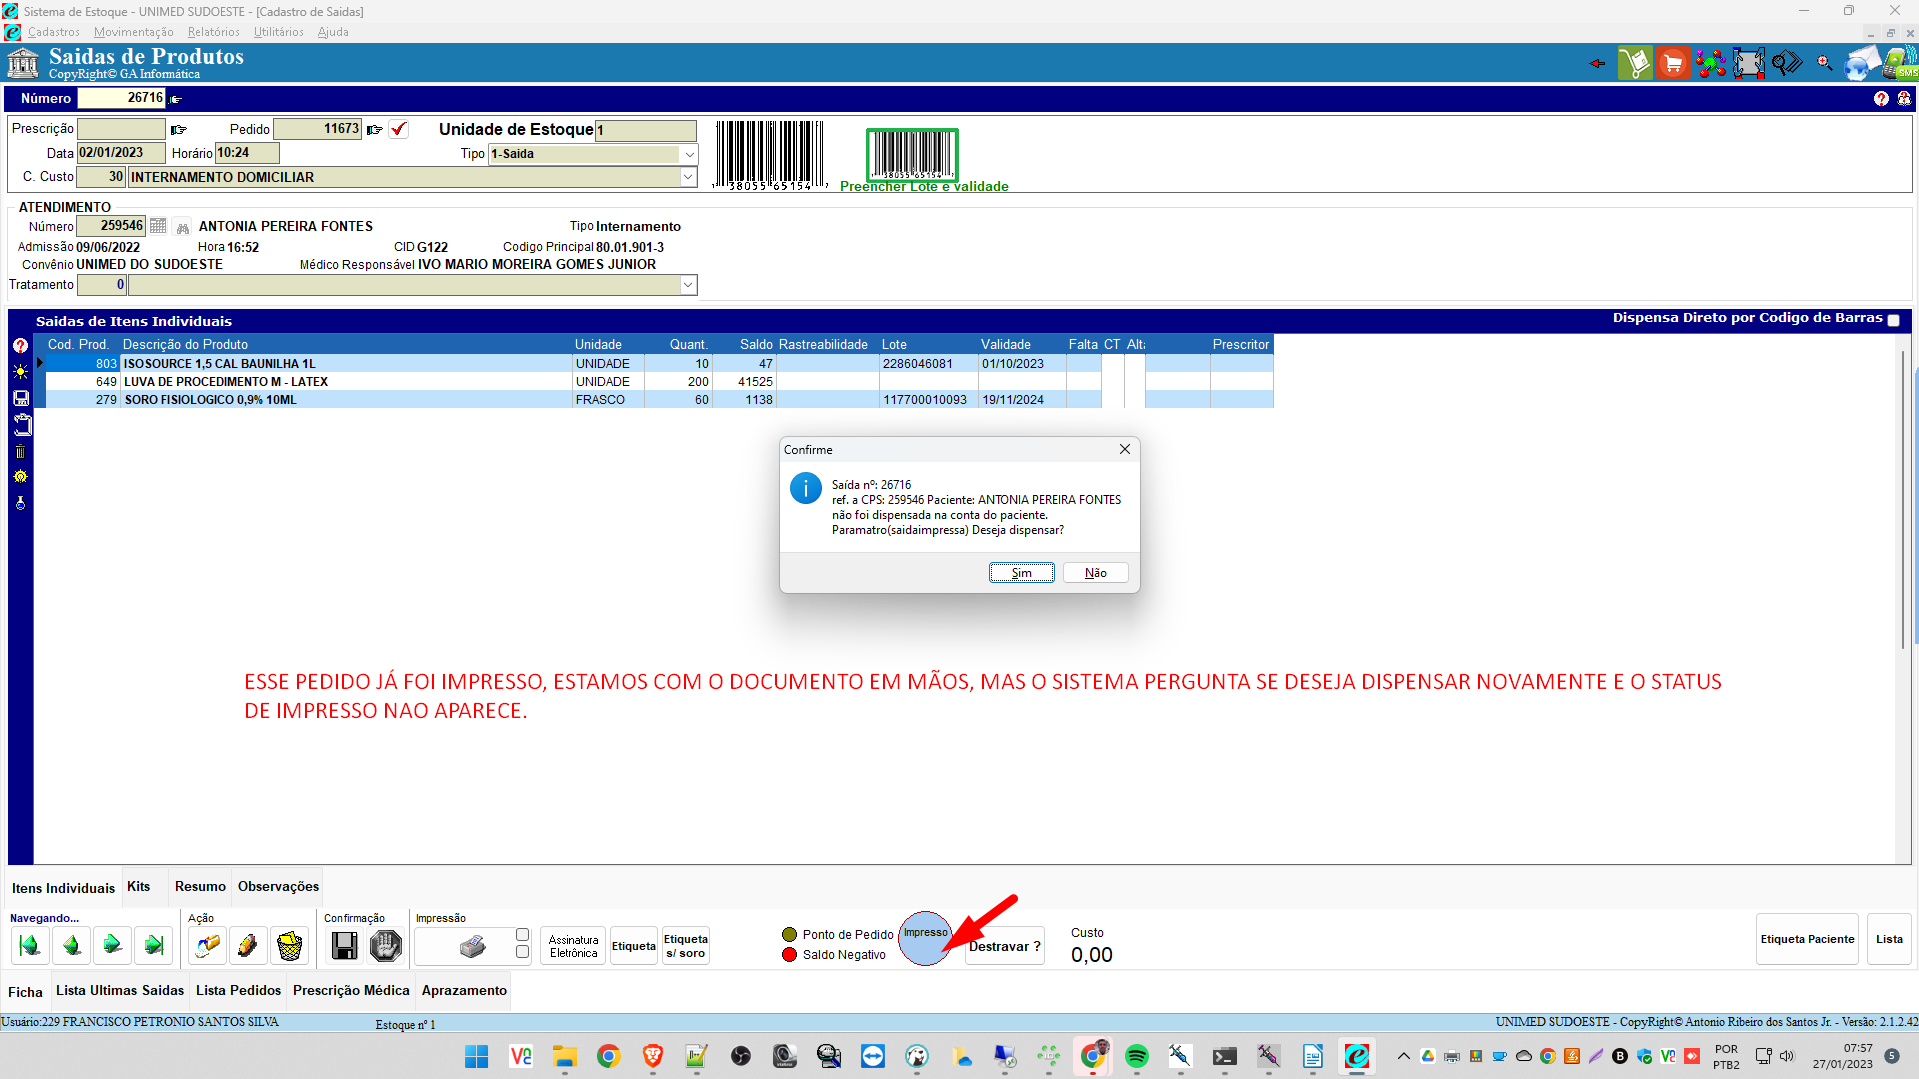 Sistema de Estoque - UNIMED SUDOESTE - [Cadastro de Saidas]
Cadastros Movimentação Relatórios Utilitários Ajuda
Saidas de Produtos
CopyRight© GA Informática
SMS
Número 26716
Prescrição Pedido 11673 Unidade de Estoque 1
Data 02/01/2023 Horário 10:24 Tipo 1-Saida
C. Custo 30 INTERNAMENTO DOMICILIAR
' 38055"65154 '
' 38055"65154 '
Preencher Lote e validade
ATENDIMENTO
Número 259546 ANTONIA PEREIRA FONTES Tipo Internamento
Admissão 09/06/2022 Hora 16:52 CID G122 Codigo Principal 80.01.901-3
Convênio UNIMED DO SUDOESTE Médico Responsável IVO MARIO MOREIRA GOMES JUNIOR
Tratamento 0
Saidas de Itens Individuais Dispensa Direto por Codigo de Barras
Cod. Prod. Descrição do Produto Unidade Quant. Saldo Rastreabilidade Lote Validade Falta CT Alt Prescritor
803 ISOSOURCE 1,5 CAL BAUNILHA 1L UNIDADE 10 47 2286046081 01/10/2023
649 LUVA DE PROCEDIMENTO M - LATEX UNIDADE 200 41525
279 SORO FISIOLOGICO 0,9% 10ML FRASCO 60 1138 117700010093 19/11/2024
Confirme
Saída nº: 26716
ref. a CPS: 259546 Paciente: ANTONIA PEREIRA FONTES
não foi dispensada na conta do paciente.
Paramatro(saidaimpressa) Deseja dispensar?
Sim Não
ESSE PEDIDO JÁ FOI IMPRESSO, ESTAMOS COM O DOCUMENTO EM MÃOS, MAS O SISTEMA PERGUNTA SE DESEJA DISPENSAR NOVAMENTE E O STATUS
DE IMPRESSO NAO APARECE.
Itens Individuais Kits Resumo Observações
Navegando... Ação Confirmação Impressão
Assinatura Eletrônica Etiqueta Etiqueta s/ soro
Ponto de Pedido
Saldo Negativo
Impresso
Destravar ?
Custo
0,00
Etiqueta Paciente Lista
Ficha Lista Ultimas Saidas Lista Pedidos Prescrição Médica Aprazamento
Usuário:229 FRANCISCO PETRONIO SANTOS SILVA Estoque nº 1 UNIMED SUDOESTE - CopyRight© Antonio Ribeiro dos Santos Jr. - Versão: 2.1.2.42
POR
PTB2
07:57
27/01/2023
5